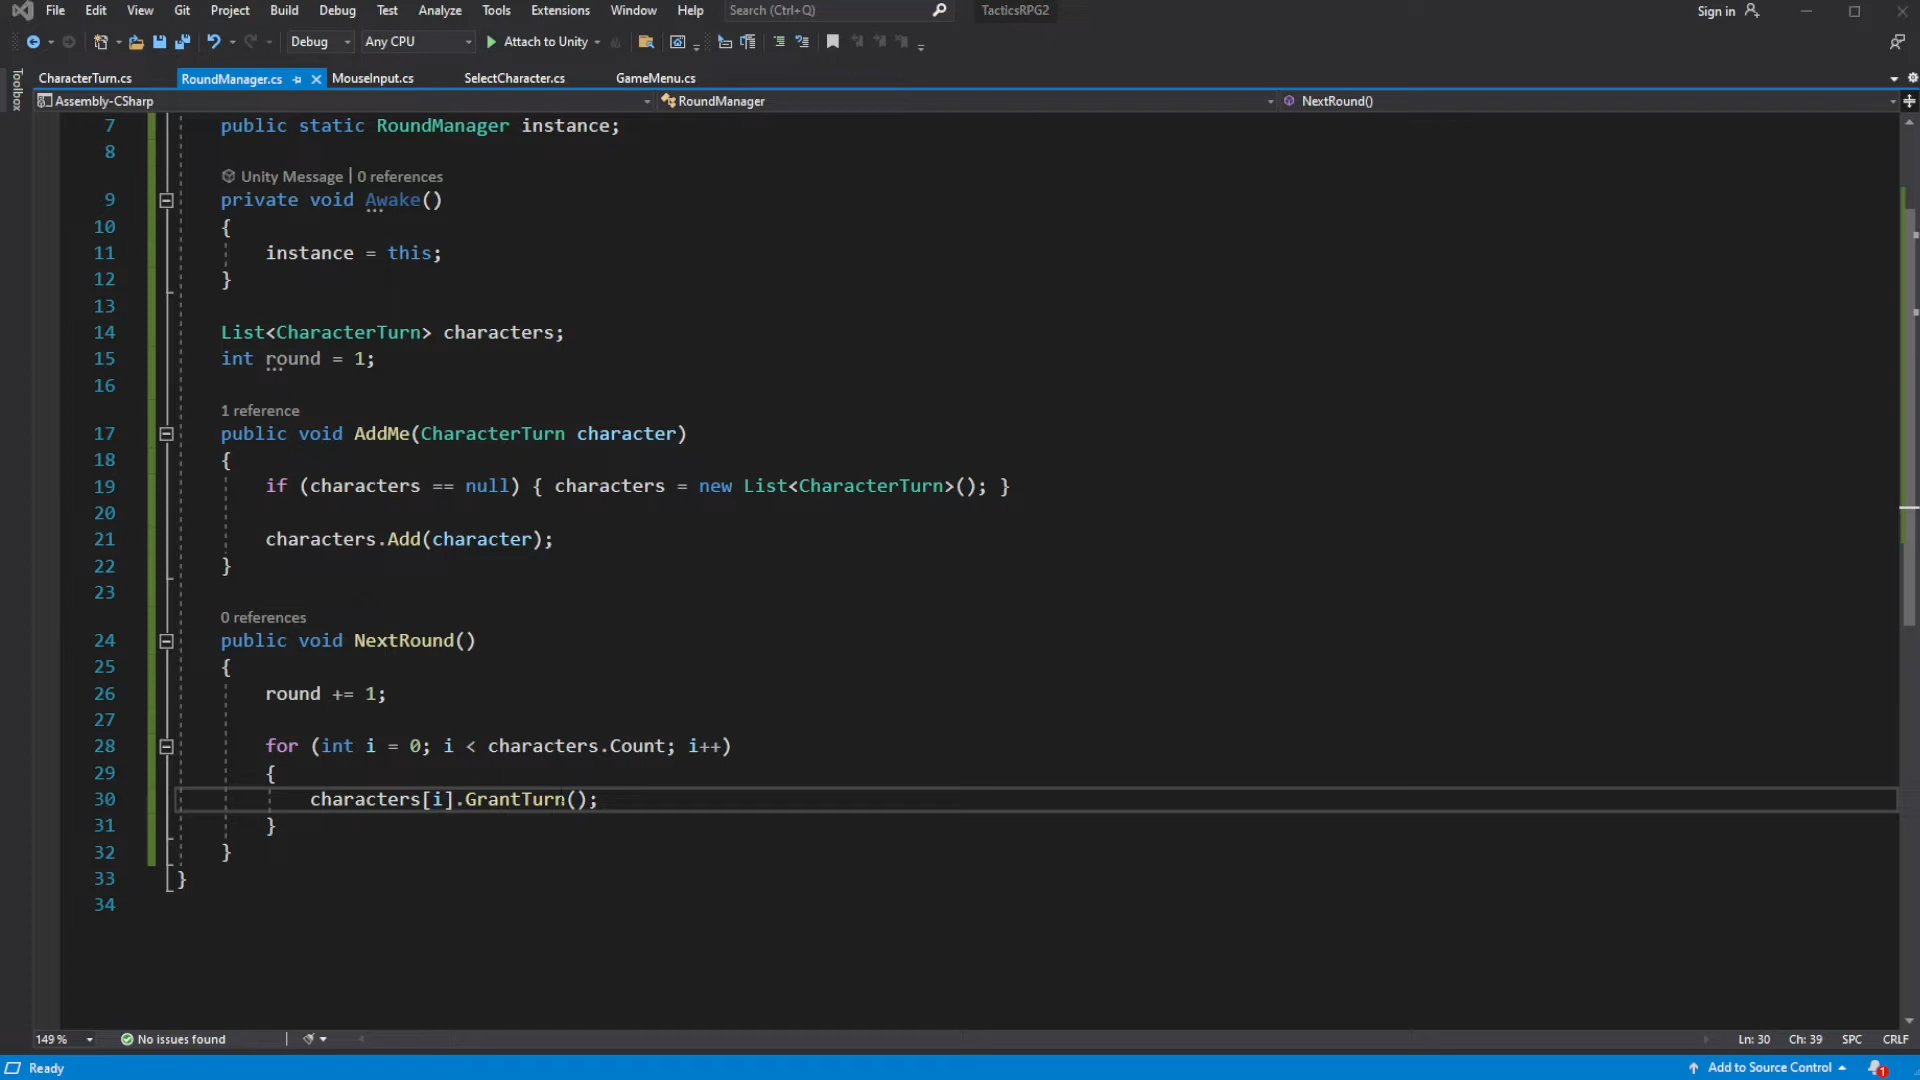 File Edit View Git Project Build Debug Test Analyze Tools Extensions Window Help Search (Ctrl+Q) TacticsRPG2 Sign in
Debug Any CPU Attach to Unity
Toolbox
CharacterTurn.cs RoundManager.cs MouseInput.cs SelectCharacter.cs GameMenu.cs
Assembly-CSharp RoundManager NextRound()
7 public static RoundManager instance;
8
Unity Message | 0 references
9 private void Awake()
10 {
11 instance = this;
12 }
13
14 List<CharacterTurn> characters;
15 int round = 1;
16
1 reference
17 public void AddMe(CharacterTurn character)
18 {
19 if (characters == null) { characters = new List<CharacterTurn>(); }
20
21 characters.Add(character);
22 }
23
0 references
24 public void NextRound()
25 {
26 round += 1;
27
28 for (int i = 0; i < characters.Count; i++)
29 {
30 characters[i].GrantTurn();
31 }
32 }
33 }
34
149 % No issues found Ln: 30 Ch: 39 SPC CRLF
Ready Add to Source Control 1